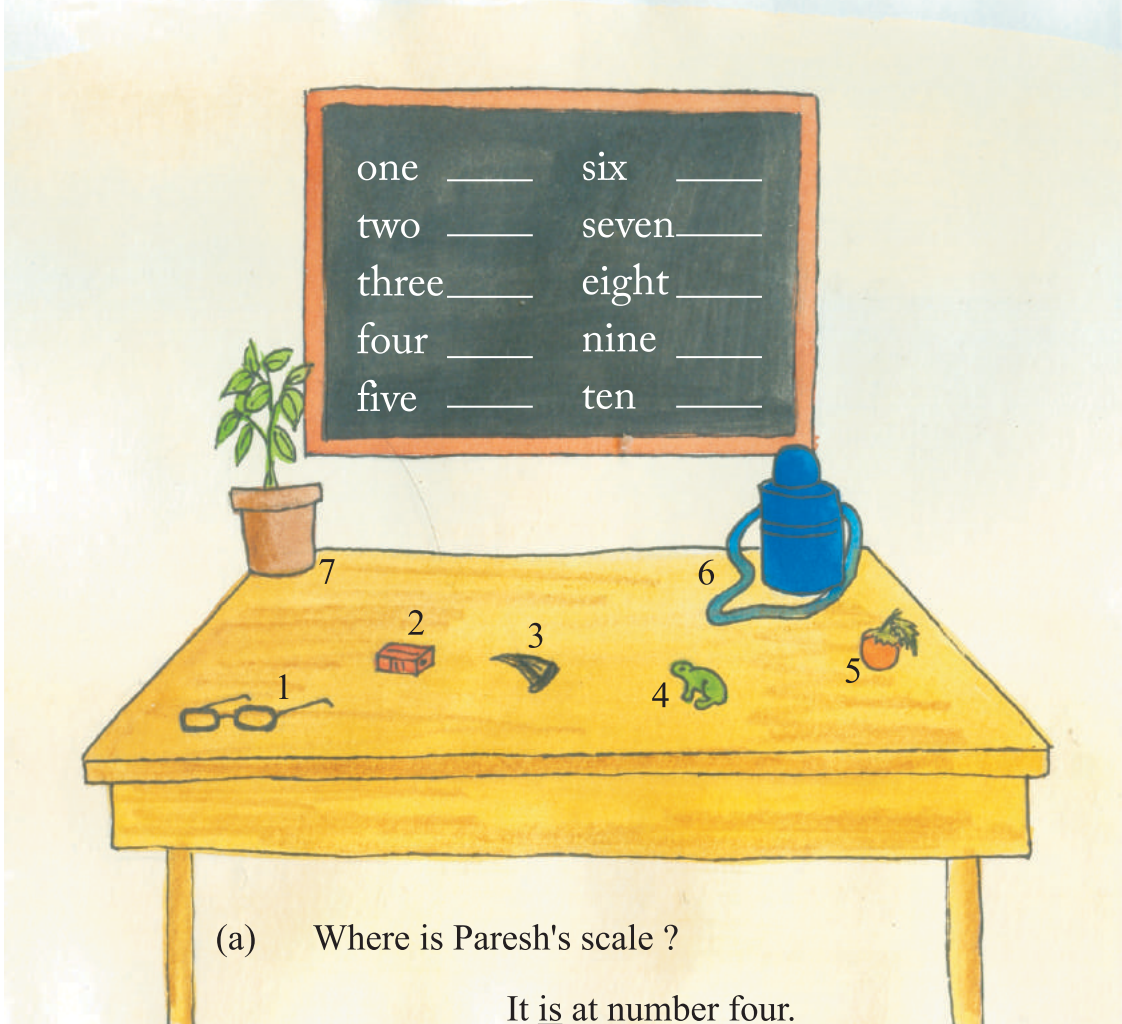 one ____ six ____
two ____ seven____
three____ eight ____
four ____ nine ____
five ____ ten ____
7
6
2
3
5
1
4
(a) Where is Paresh's scale ?
It is at number four.